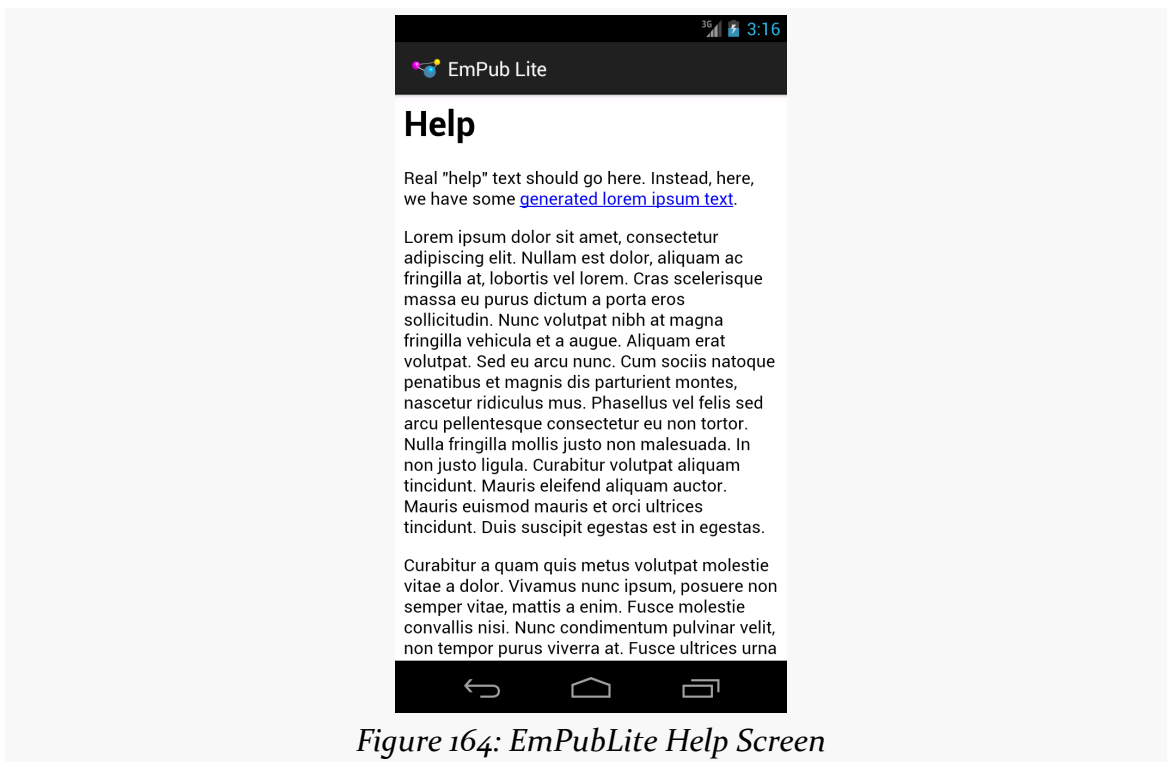 3G 3:16
EmPub Lite
Help
Real "help" text should go here. Instead, here,
we have some generated lorem ipsum text.
Lorem ipsum dolor sit amet, consectetur
adipiscing elit. Nullam est dolor, aliquam ac
fringilla at, lobortis vel lorem. Cras scelerisque
massa eu purus dictum a porta eros
sollicitudin. Nunc volutpat nibh at magna
fringilla vehicula et a augue. Aliquam erat
volutpat. Sed eu arcu nunc. Cum sociis natoque
penatibus et magnis dis parturient montes,
nascetur ridiculus mus. Phasellus vel felis sed
arcu pellentesque consectetur eu non tortor.
Nulla fringilla mollis justo non malesuada. In
non justo ligula. Curabitur volutpat aliquam
tincidunt. Mauris eleifend aliquam auctor.
Mauris euismod mauris et orci ultrices
tincidunt. Duis suscipit egestas est in egestas.
Curabitur a quam quis metus volutpat molestie
vitae a dolor. Vivamus nunc ipsum, posuere non
semper vitae, mattis a enim. Fusce molestie
convallis nisi. Nunc condimentum pulvinar velit,
non tempor purus viverra at. Fusce ultrices urna
Figure 164: EmPubLite Help Screen